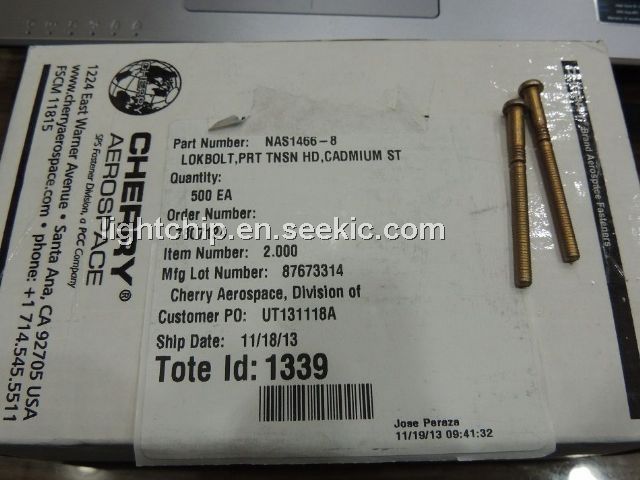 Part Number: NAS1466-8
LOKBOLT,PRT TNSN HD,CADMIUM ST
Quantity:
500 EA
Order Number:
Item Number: 2.000
Mfg Lot Number: 87673314
Cherry Aerospace, Division of
Customer PO: UT131118A
Ship Date: 11/18/13
Tote Id: 1339
Jose Peraza
11/19/13 09:41:32
lightchip.en.seekic.com
CHERRY®
AEROSPACE
SPS Fastener Division, a PCC Company
1224 East Warner Avenue • Santa Ana, CA 92705 USA
www.cherryaerospace.com • phone: +1 714.545.5511
FSCM 11815
CHERRY
Brand Aerospace Fasteners